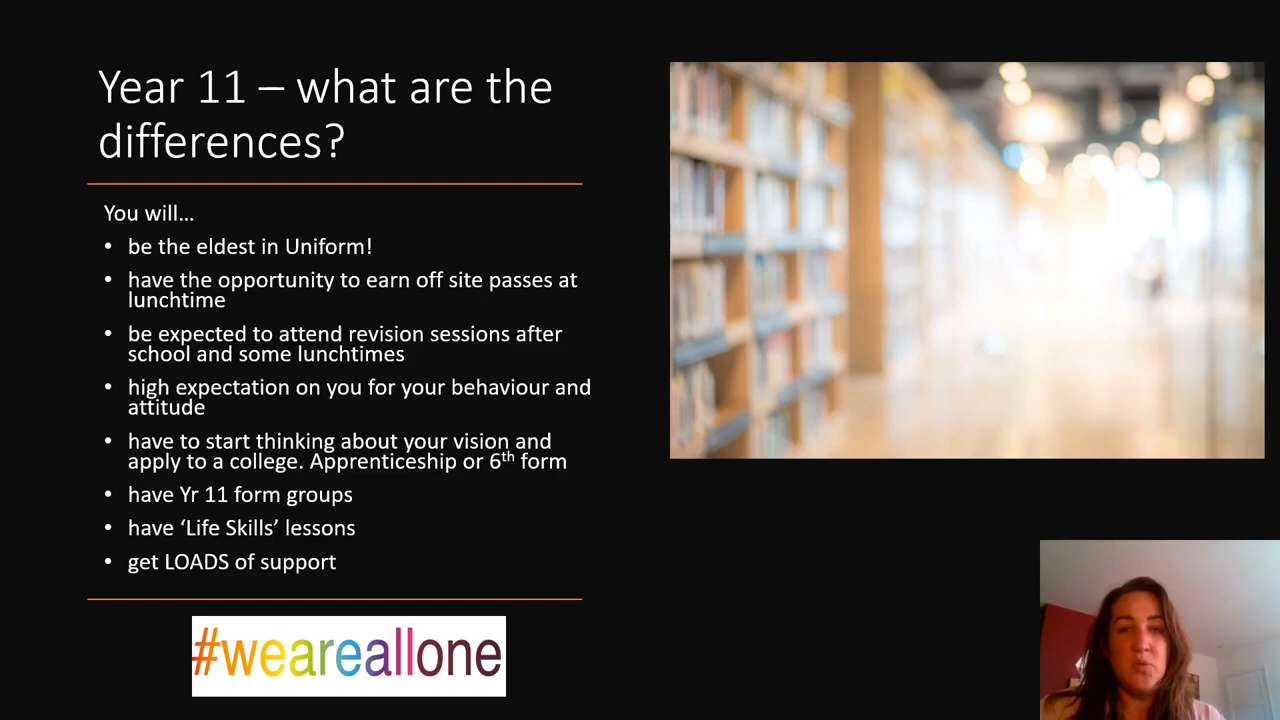 Year 11 – what are the
differences?
You will…
• be the eldest in Uniform!
• have the opportunity to earn off site passes at
lunchtime
• be expected to attend revision sessions after
school and some lunchtimes
• high expectation on you for your behaviour and
attitude
• have to start thinking about your vision and
apply to a college. Apprenticeship or 6th form
• have Yr 11 form groups
• have ‘Life Skills’ lessons
• get LOADS of support
#weareallone